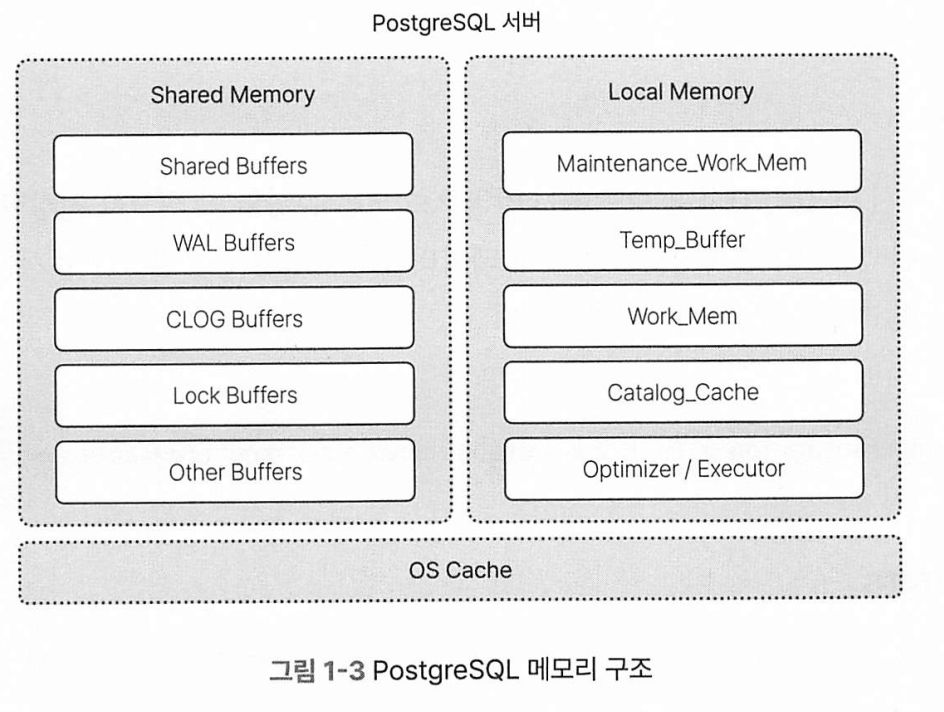 PostgreSQL 서버
Shared Memory
Shared Buffers
WAL Buffers
CLOG Buffers
Lock Buffers
Other Buffers
Local Memory
Maintenance_Work_Mem
Temp_Buffer
Work_Mem
Catalog_Cache
Optimizer / Executor
OS Cache
그림 1-3 PostgreSQL 메모리 구조